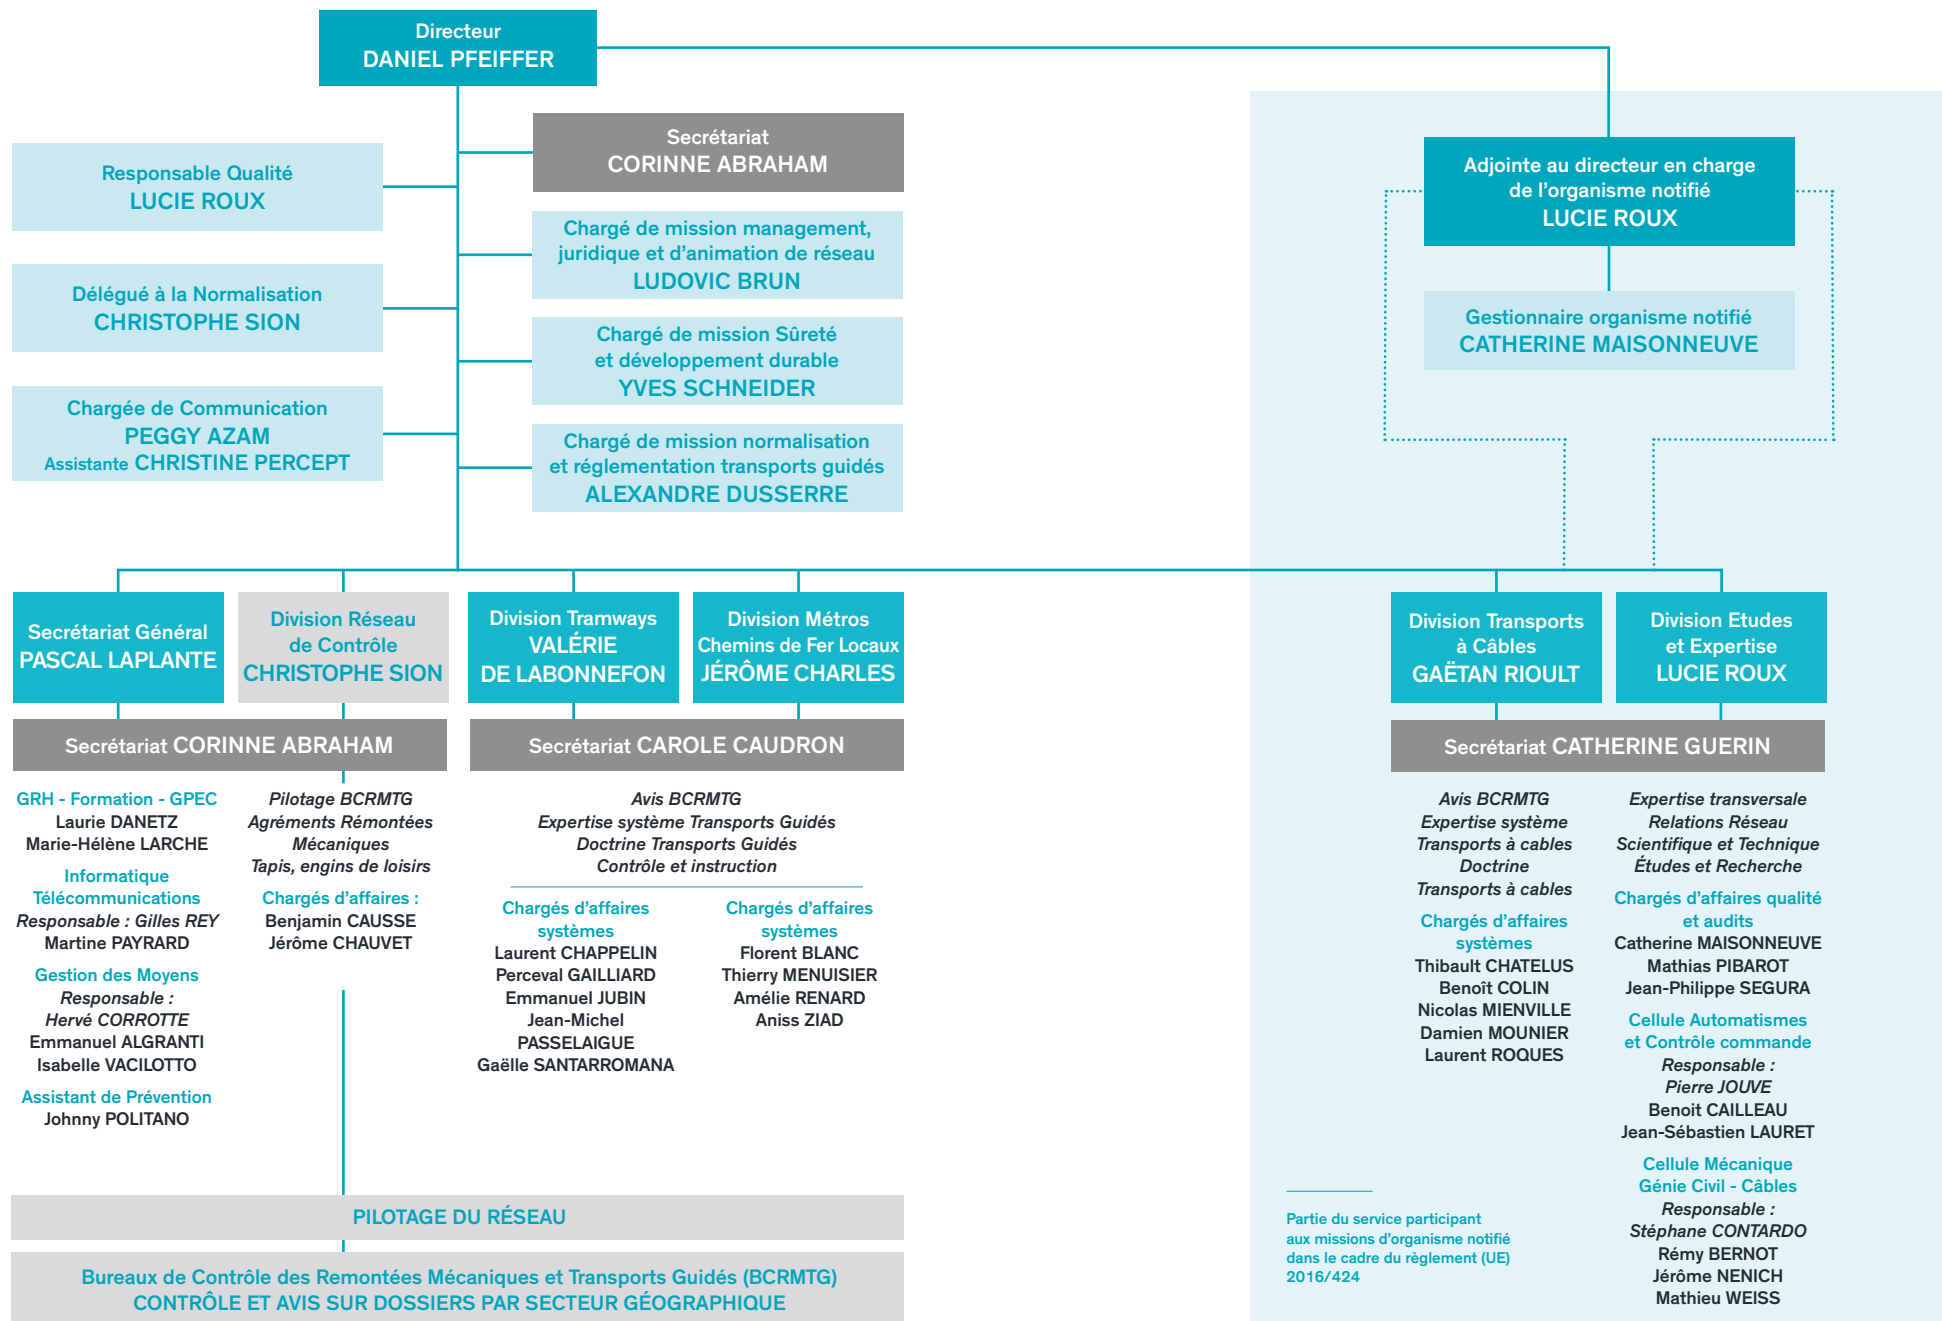 Directeur
DANIEL PFEIFFER
Secrétariat
CORINNE ABRAHAM
Responsable Qualité
LUCIE ROUX
Chargé de mission management,
juridique et d'animation de réseau
LUDOVIC BRUN
Délégué à la Normalisation
CHRISTOPHE SION
Chargé de mission Sûreté
et développement durable
YVES SCHNEIDER
Chargée de Communication
PEGGY AZAM
Assistante CHRISTINE PERCEPT
Chargé de mission normalisation
et réglementation transports guidés
ALEXANDRE DUSSERRE
Adjointe au directeur en charge
de l'organisme notifié
LUCIE ROUX
Gestionnaire organisme notifié
CATHERINE MAISONNEUVE
Secrétariat Général
PASCAL LAPLANTE
Division Réseau
de Contrôle
CHRISTOPHE SION
Division Tramways
VALÉRIE
DE LABONNEFON
Division Métros
Chemins de Fer Locaux
JÉRÔME CHARLES
Division Transports
à Câbles
GAËTAN RIOULT
Division Etudes
et Expertise
LUCIE ROUX
Secrétariat CORINNE ABRAHAM
Secrétariat CAROLE CAUDRON
Secrétariat CATHERINE GUERIN
GRH - Formation - GPEC
Laurie DANETZ
Marie-Hélène LARCHE
Informatique
Télécommunications
Responsable : Gilles REY
Martine PAYRARD
Gestion des Moyens
Responsable :
Hervé CORROTTE
Emmanuel ALGRANTI
Isabelle VACILOTTO
Assistant de Prévention
Johnny POLITANO
Pilotage BCRMTG
Agréments Rémontées
Mécaniques
Tapis, engins de loisirs
Chargés d'affaires :
Benjamin CAUSSE
Jérôme CHAUVET
Avis BCRMTG
Expertise système Transports Guidés
Doctrine Transports Guidés
Contrôle et instruction
Chargés d'affaires
systèmes
Laurent CHAPPELIN
Perceval GAILLIARD
Emmanuel JUBIN
Jean-Michel
PASSELAIGUE
Gaëlle SANTARROMANA
Chargés d'affaires
systèmes
Florent BLANC
Thierry MENUISIER
Amélie RENARD
Aniss ZIAD
Avis BCRMTG
Expertise système
Transports à cables
Doctrine
Transports à cables
Chargés d'affaires
systèmes
Thibault CHATELUS
Benoît COLIN
Nicolas MIENVILLE
Damien MOUNIER
Laurent ROQUES
Expertise transversale
Relations Réseau
Scientifique et Technique
Études et Recherche
Chargés d'affaires qualité
et audits
Catherine MAISONNEUVE
Mathias PIBAROT
Jean-Philippe SEGURA
Cellule Automatismes
et Contrôle commande
Responsable :
Pierre JOUVE
Benoit CAILLEAU
Jean-Sébastien LAURET
Cellule Mécanique
Génie Civil - Câbles
Responsable :
Stéphane CONTARDO
Rémy BERNOT
Jérôme NENICH
Mathieu WEISS
PILOTAGE DU RÉSEAU
Bureaux de Contrôle des Remontées Mécaniques et Transports Guidés (BCRMTG)
CONTRÔLE ET AVIS SUR DOSSIERS PAR SECTEUR GÉOGRAPHIQUE
Partie du service participant
aux missions d'organisme notifié
dans le cadre du règlement (UE)
2016/424